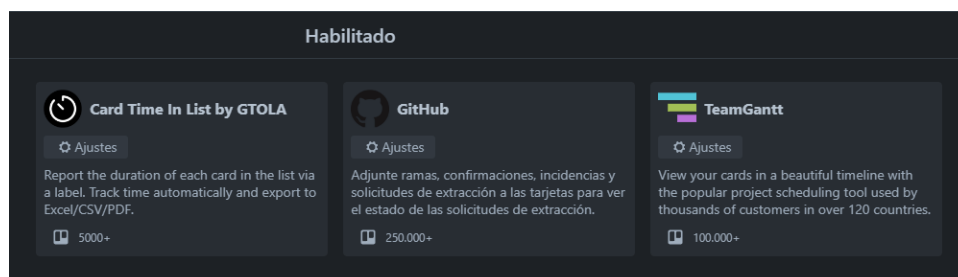 Habilitado
Card Time In List by GTOLA
Ajustes
Report the duration of each card in the list via
a label. Track time automatically and export to
Excel/CSV/PDF.
5000+
GitHub
Ajustes
Adjunte ramas, confirmaciones, incidencias y
solicitudes de extracción a las tarjetas para ver
el estado de las solicitudes de extracción.
250.000+
TeamGantt
Ajustes
View your cards in a beautiful timeline with
the popular project scheduling tool used by
thousands of customers in over 120 countries.
100.000+